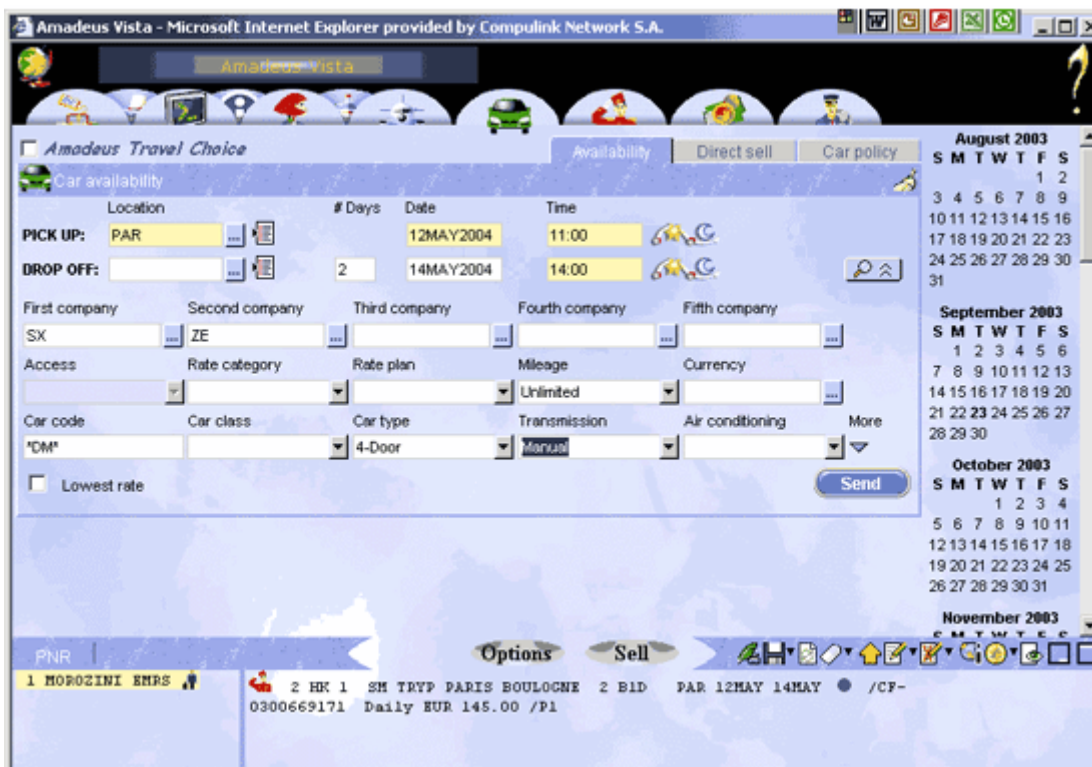 Amadeus Vista - Microsoft Internet Explorer provided by Compulink Network S.A.
Amadeus Vista
Amadeus Travel Choice
Availability Direct sell Car policy
Car availability
Location # Days Date Time
PICK UP: PAR ... 12MAY2004 11:00
DROP OFF: ... 2 14MAY2004 14:00
First company Second company Third company Fourth company Fifth company
SX ... ZE ... ... ... ...
Access Rate category Rate plan Mileage Currency
Unlimited ...
Car code Car class Car type Transmission Air conditioning More
"DM" 4-Door Manual
Lowest rate Send
August 2003
S M T W T F S
1 2
3 4 5 6 7 8 9
10 11 12 13 14 15 16
17 18 19 20 21 22 23
24 25 26 27 28 29 30
31
September 2003
S M T W T F S
1 2 3 4 5 6
7 8 9 10 11 12 13
14 15 16 17 18 19 20
21 22 23 24 25 26 27
28 29 30
October 2003
S M T W T F S
1 2 3 4
5 6 7 8 9 10 11
12 13 14 15 16 17 18
19 20 21 22 23 24 25
26 27 28 29 30 31
November 2003
S M T W T F S
PNR Options Sell
1 MOROZINI EMRS
2 HK 1 SM TRYP PARIS BOULOGNE 2 B1D PAR 12MAY 14MAY /CF-
0300669171 Daily EUR 145.00 /P1